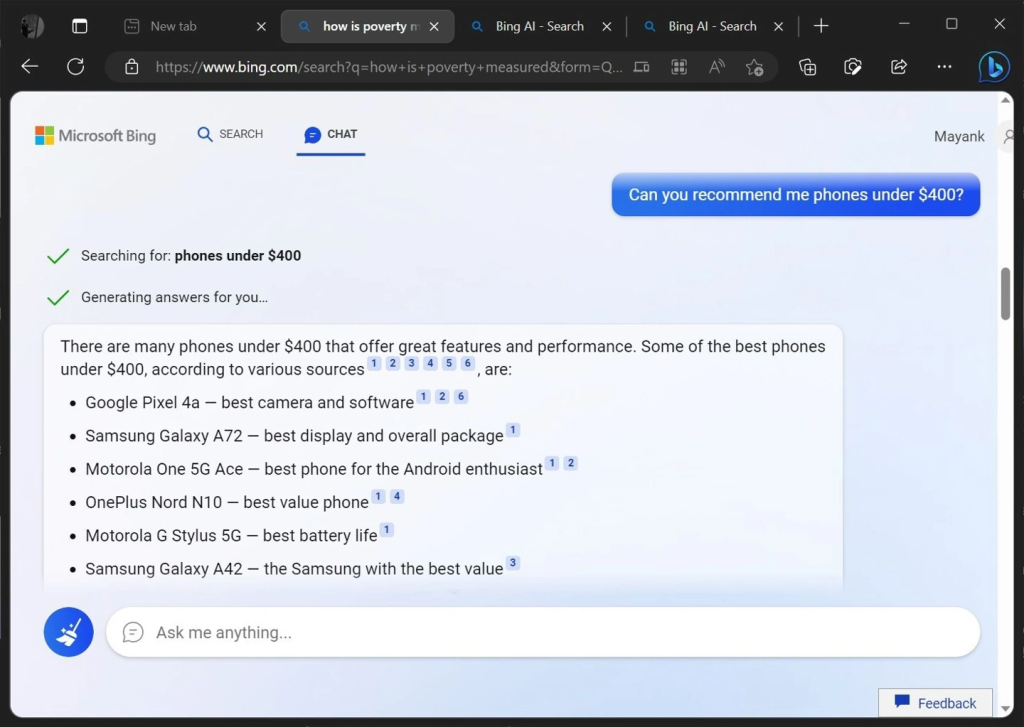 New tab
how is poverty m
Bing AI - Search
Bing AI - Search
https://www.bing.com/search?q=how+is+poverty+measured&form=Q...
Microsoft Bing
SEARCH
CHAT
Mayank
Can you recommend me phones under $400?
Searching for: phones under $400
Generating answers for you...
There are many phones under $400 that offer great features and performance. Some of the best phones
under $400, according to various sources 1 2 3 4 5 6 , are:
• Google Pixel 4a — best camera and software 1 2 6
• Samsung Galaxy A72 — best display and overall package 1
• Motorola One 5G Ace — best phone for the Android enthusiast 1 2
• OnePlus Nord N10 — best value phone 1 4
• Motorola G Stylus 5G — best battery life 1
• Samsung Galaxy A42 — the Samsung with the best value 3
Ask me anything...
Feedback